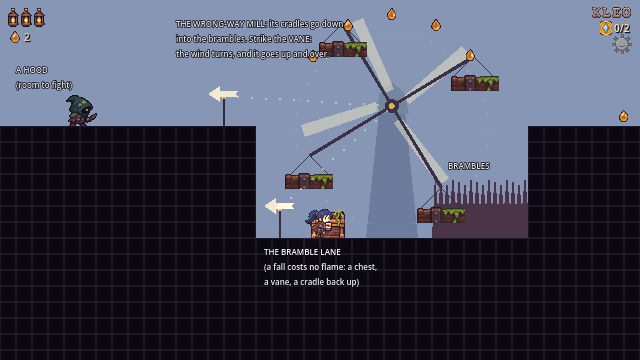 THE WRONG-WAY MILL: its cradles go down
into the brambles. Strike the VANE:
the wind turns, and it goes up and over.
KLEO
2
0/2
A HOOD
(room to fight)
BRAMBLES
THE BRAMBLE LANE
(a fall costs no flame: a chest,
a vane, a cradle back up)